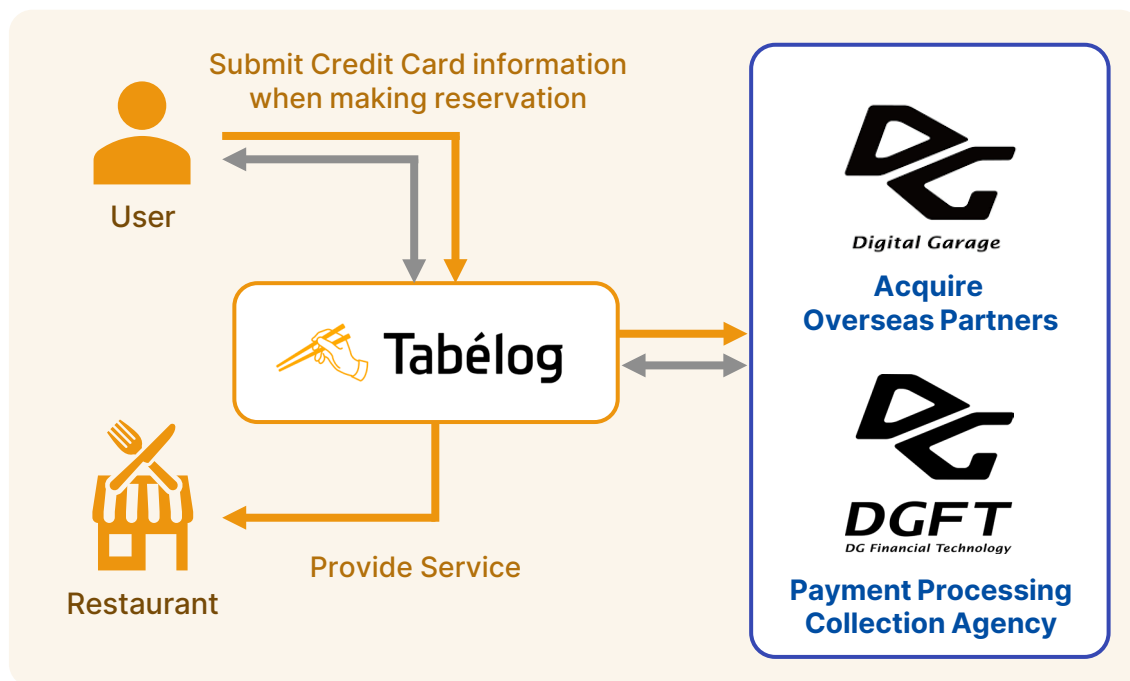 Submit Credit Card information
when making reservation
User
Tabélog
Provide Service
Restaurant
Digital Garage
Acquire
Overseas Partners
DGFT
DG Financial Technology
Payment Processing
Collection Agency